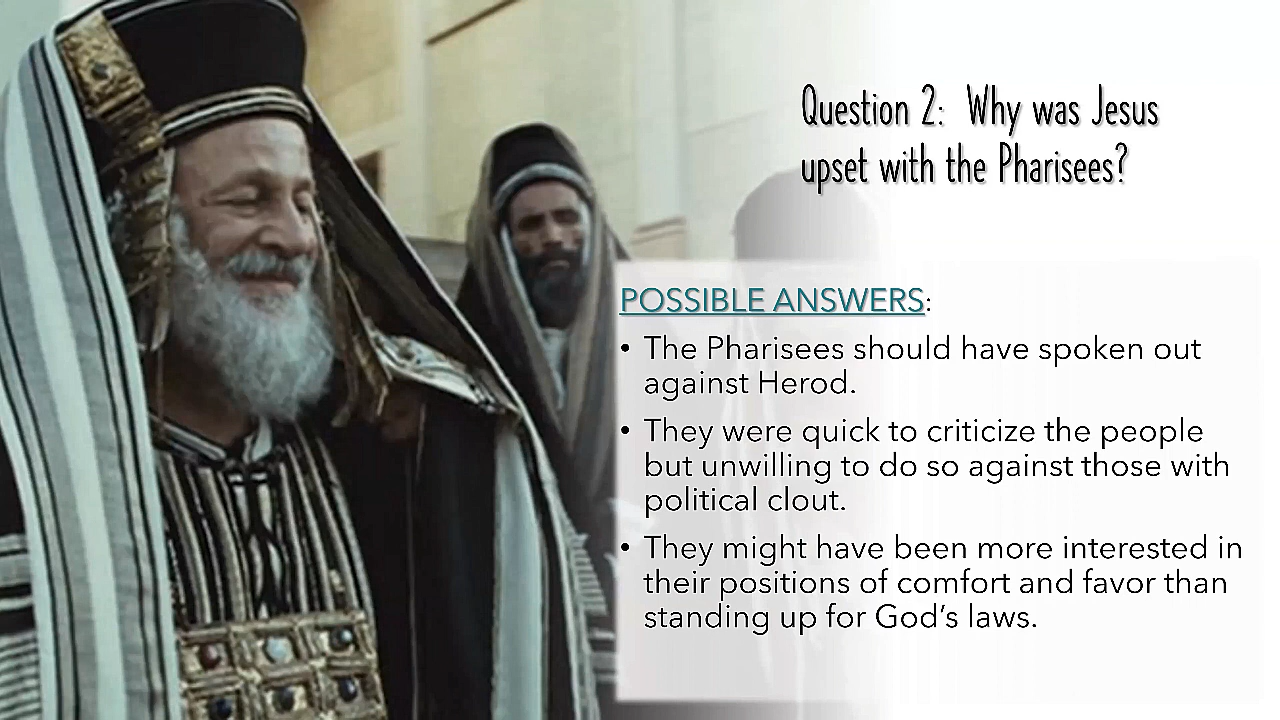 Question 2:  Why was Jesus
upset with the Pharisees?
POSSIBLE ANSWERS:
• The Pharisees should have spoken out
against Herod.
• They were quick to criticize the people
but unwilling to do so against those with
political clout.
• They might have been more interested in
their positions of comfort and favor than
standing up for God’s laws.